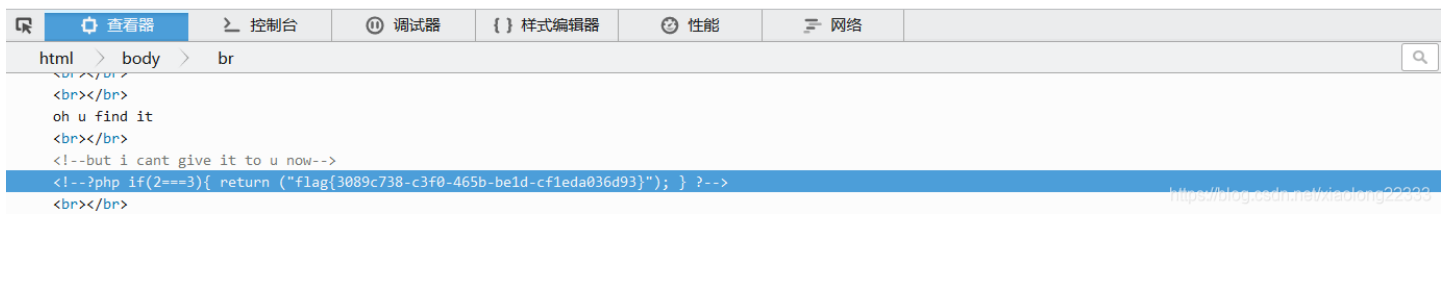 查看器 控制台 调试器 { } 样式编辑器 性能 网络
html body br
<br></br>
<br></br>
oh u find it
<br></br>
<!--but i cant give it to u now-->
<!--?php if(2===3){ return ("flag{3089c738-c3f0-465b-be1d-cf1eda036d93}"); } ?-->
https://blog.csdn.net/xiaolong22333
<br></br>